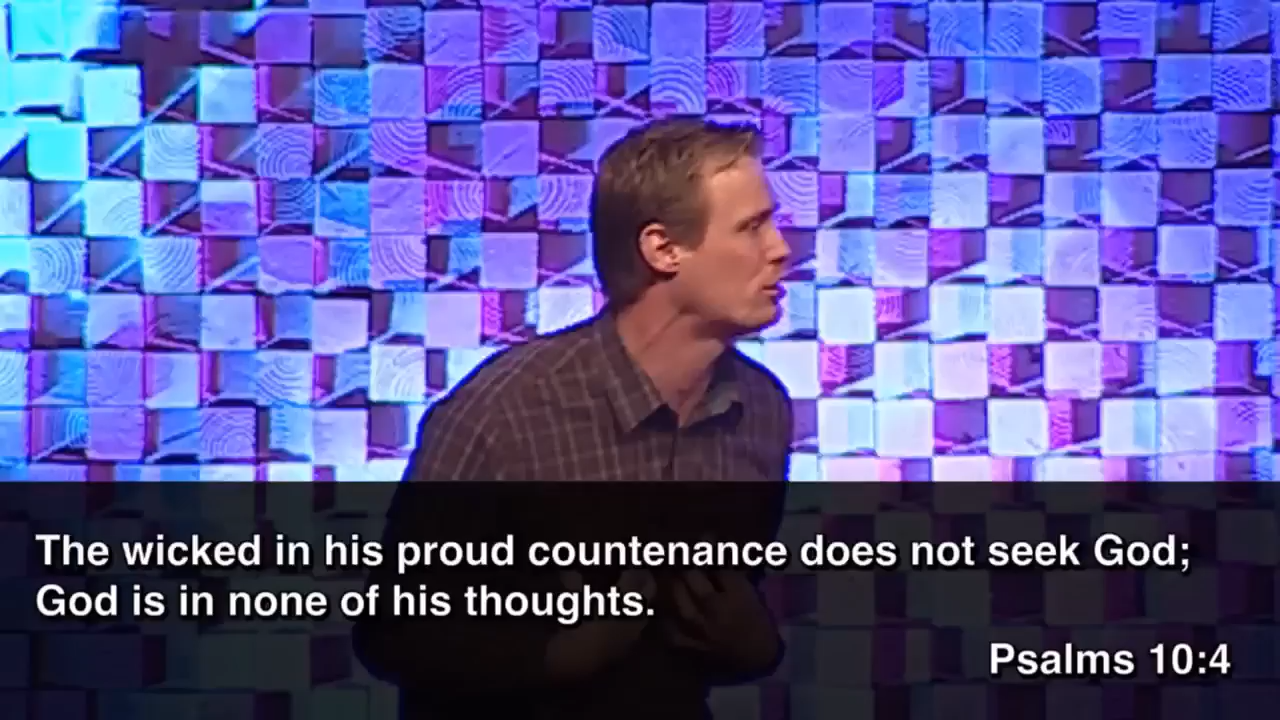 The wicked in his proud countenance does not seek God;
God is in none of his thoughts.
Psalms 10:4